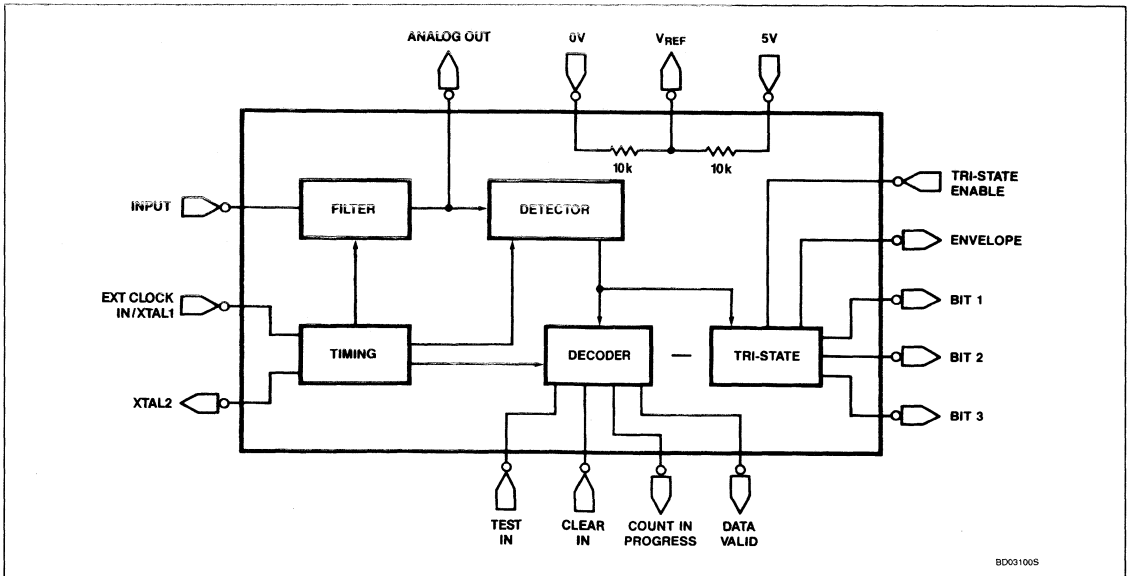 ANALOG OUT
0V
VREF
5V
10k
10k
TRI-STATE
ENABLE
INPUT
FILTER
DETECTOR
ENVELOPE
EXT CLOCK
IN/XTAL1
BIT 1
TIMING
DECODER
TRI-STATE
BIT 2
XTAL2
BIT 3
TEST
IN
CLEAR
IN
COUNT IN
PROGRESS
DATA
VALID
BD03100S